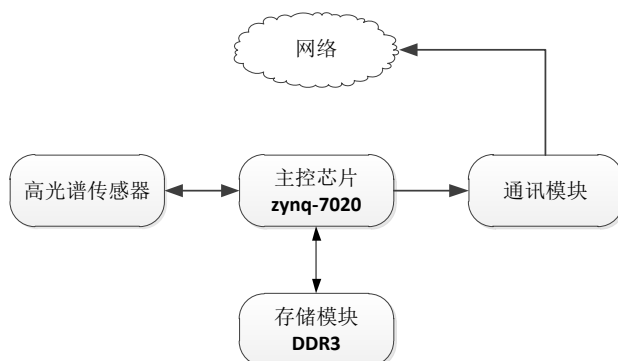 网络
高光谱传感器
主控芯片
zynq-7020
通讯模块
存储模块
DDR3